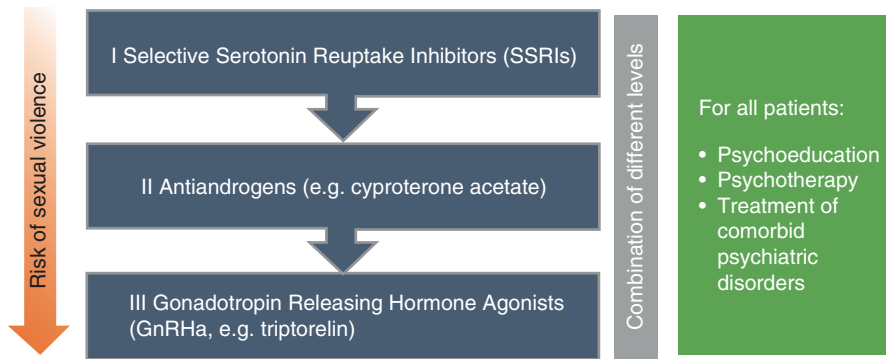 Risk of sexual violence
I Selective Serotonin Reuptake Inhibitors (SSRIs)
II Antiandrogens (e.g. cyproterone acetate)
III Gonadotropin Releasing Hormone Agonists
(GnRHa, e.g. triptorelin)
Combination of different levels
For all patients:
• Psychoeducation
• Psychotherapy
• Treatment of
comorbid
psychiatric
disorders